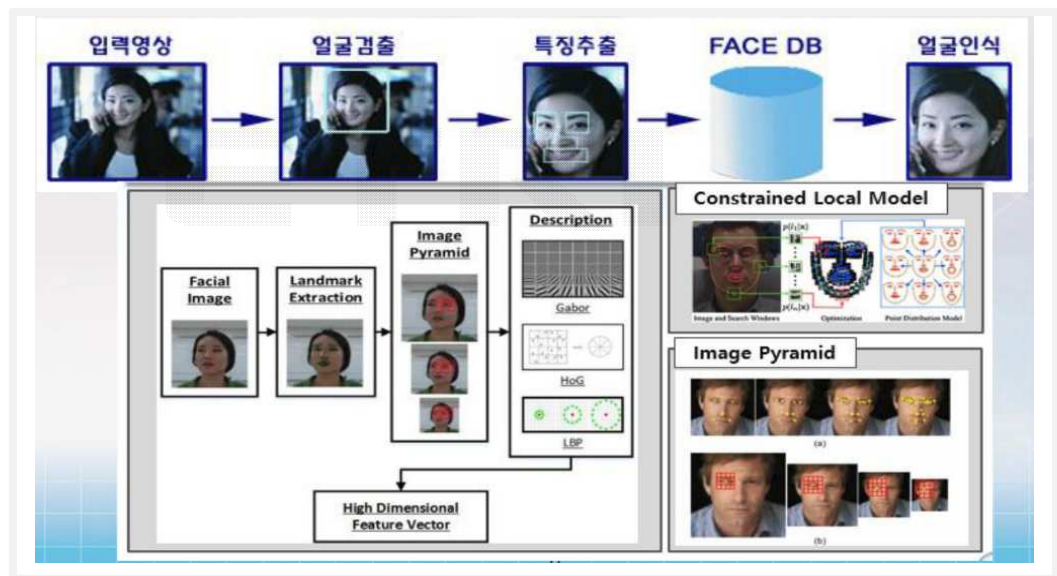 입력영상
얼굴검출
특징추출
FACE DB
얼굴인식
Facial
Image
Landmark
Extraction
Image
Pyramid
Description
Gabor
HoG
LBP
High Dimensional
Feature Vector
Constrained Local Model
p(l₁|x)
p(lₙ|x)
Image and Search Windows
Optimization
Point Distribution Model
Image Pyramid
(a)
(b)